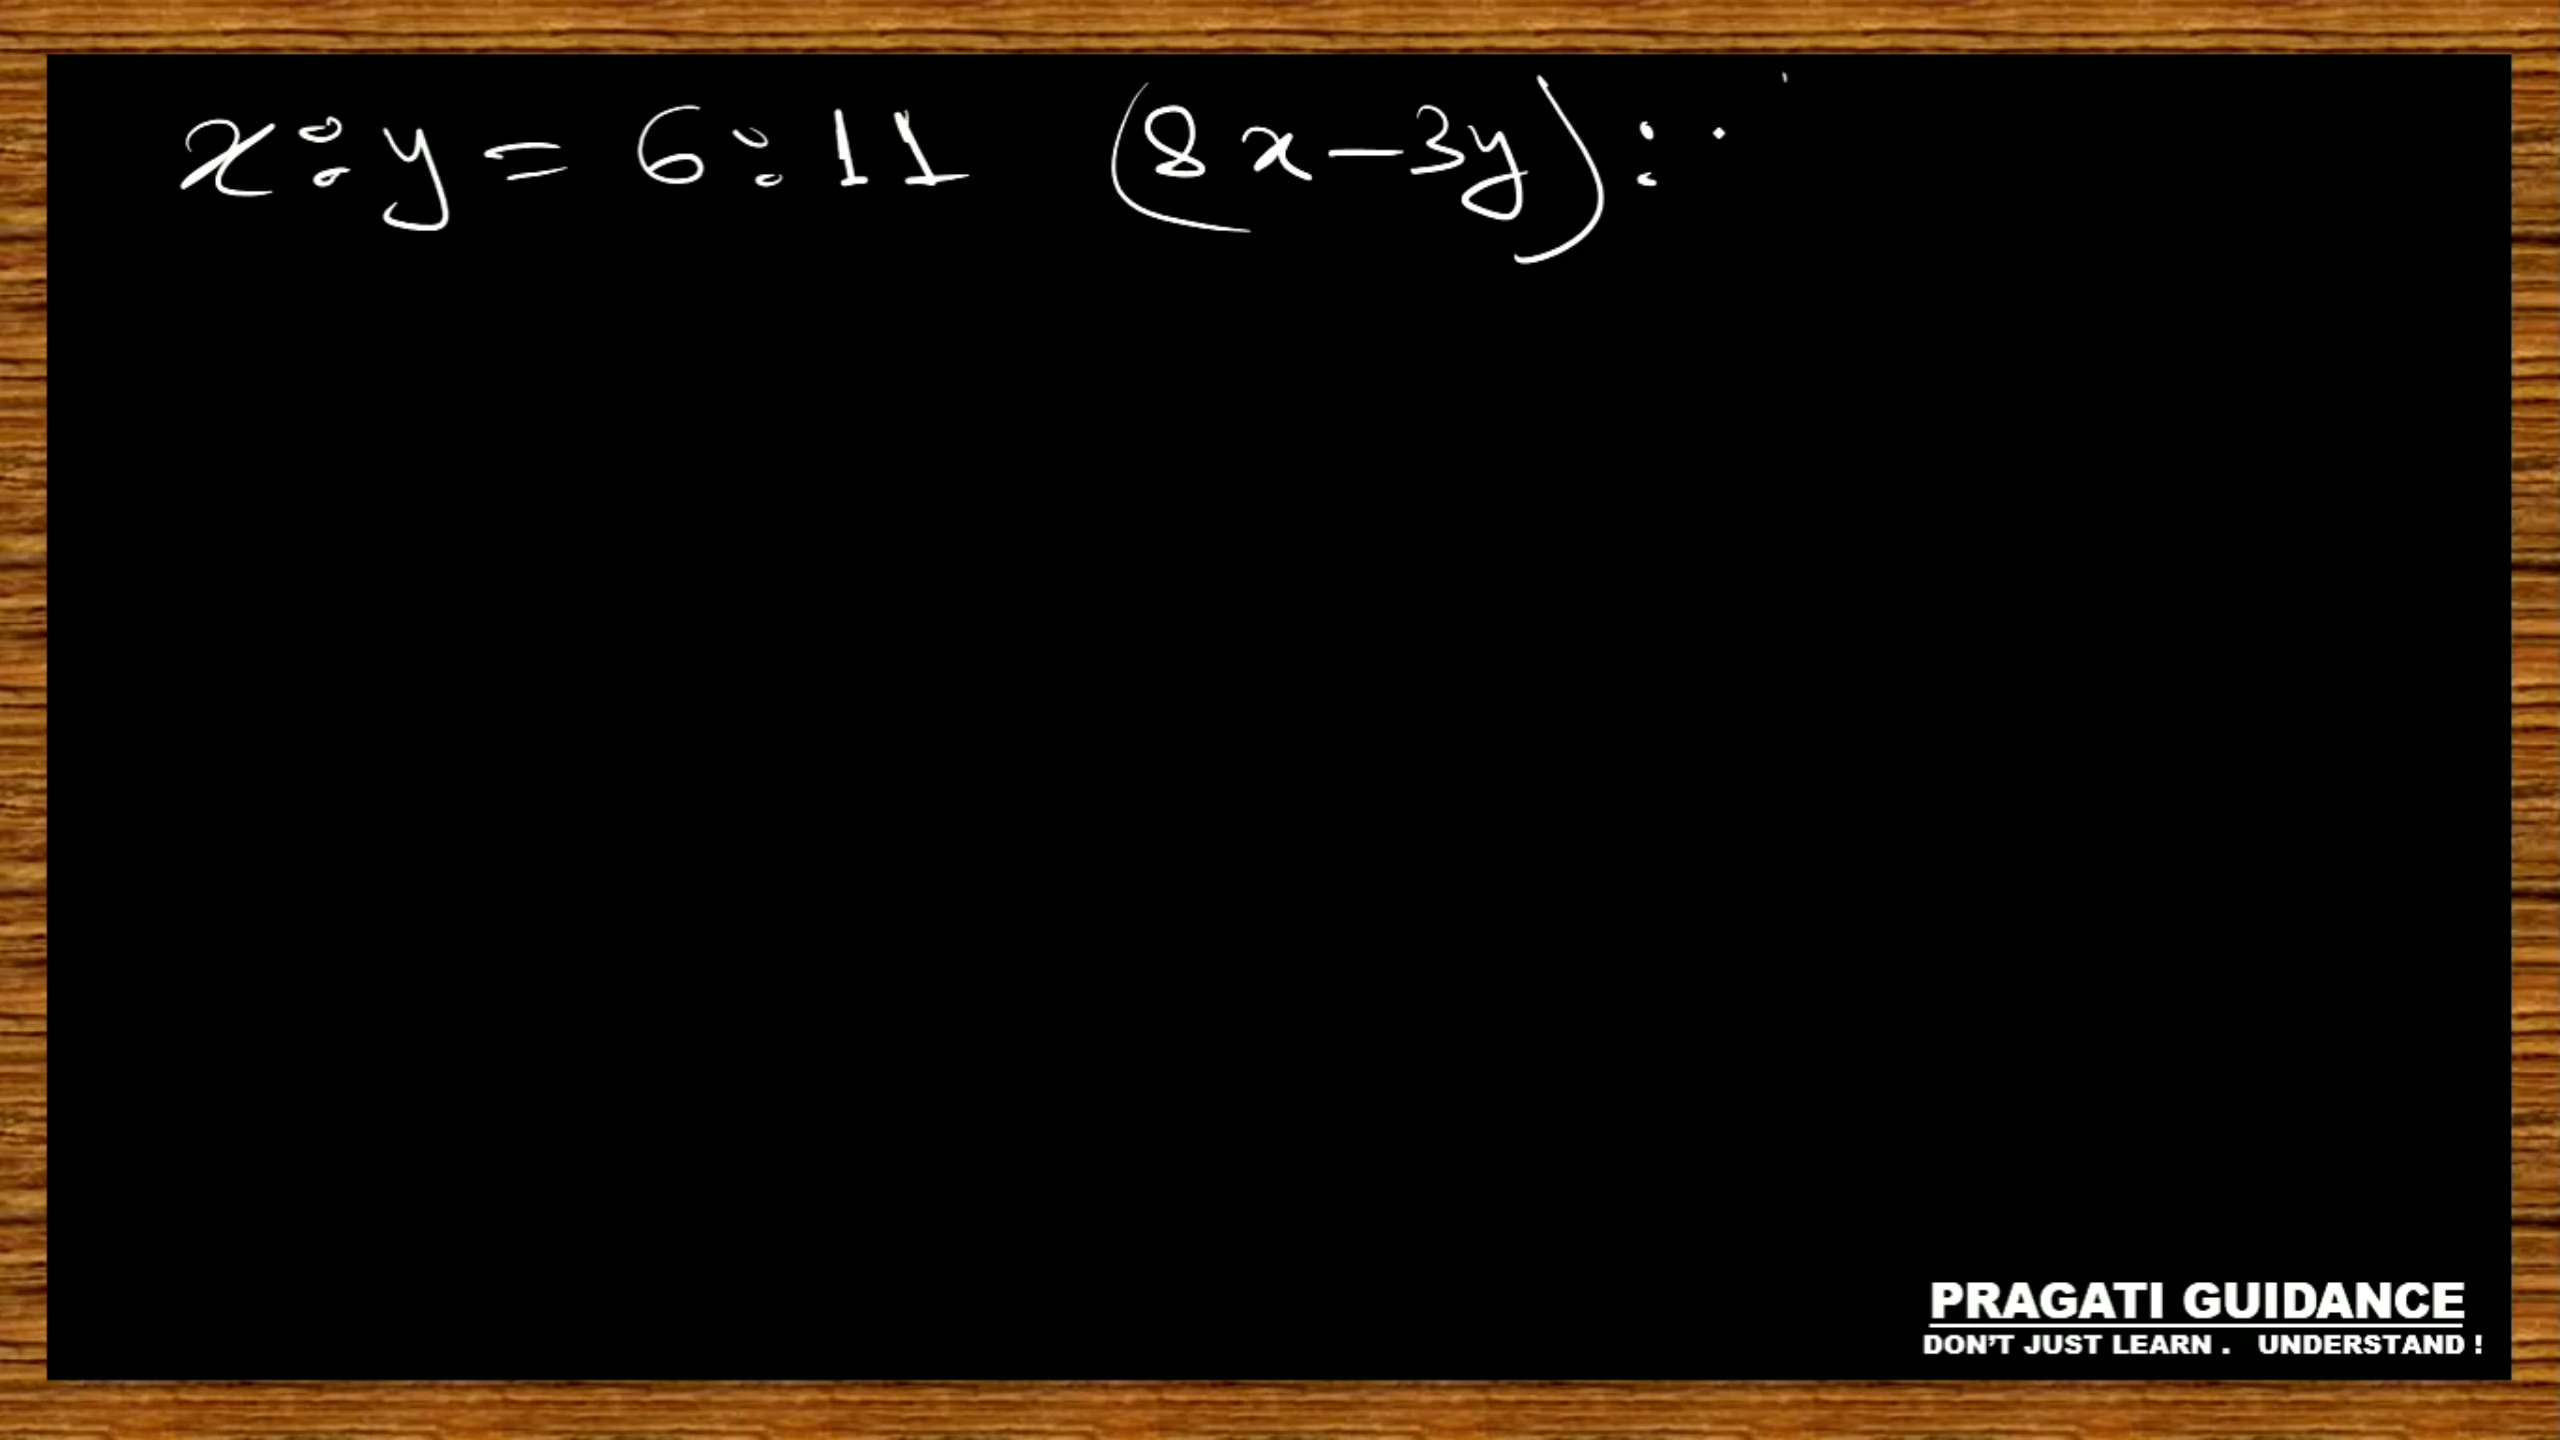 x:y = 6:11 (8x-3y):
PRAGATI GUIDANCE
DON'T JUST LEARN. UNDERSTAND!